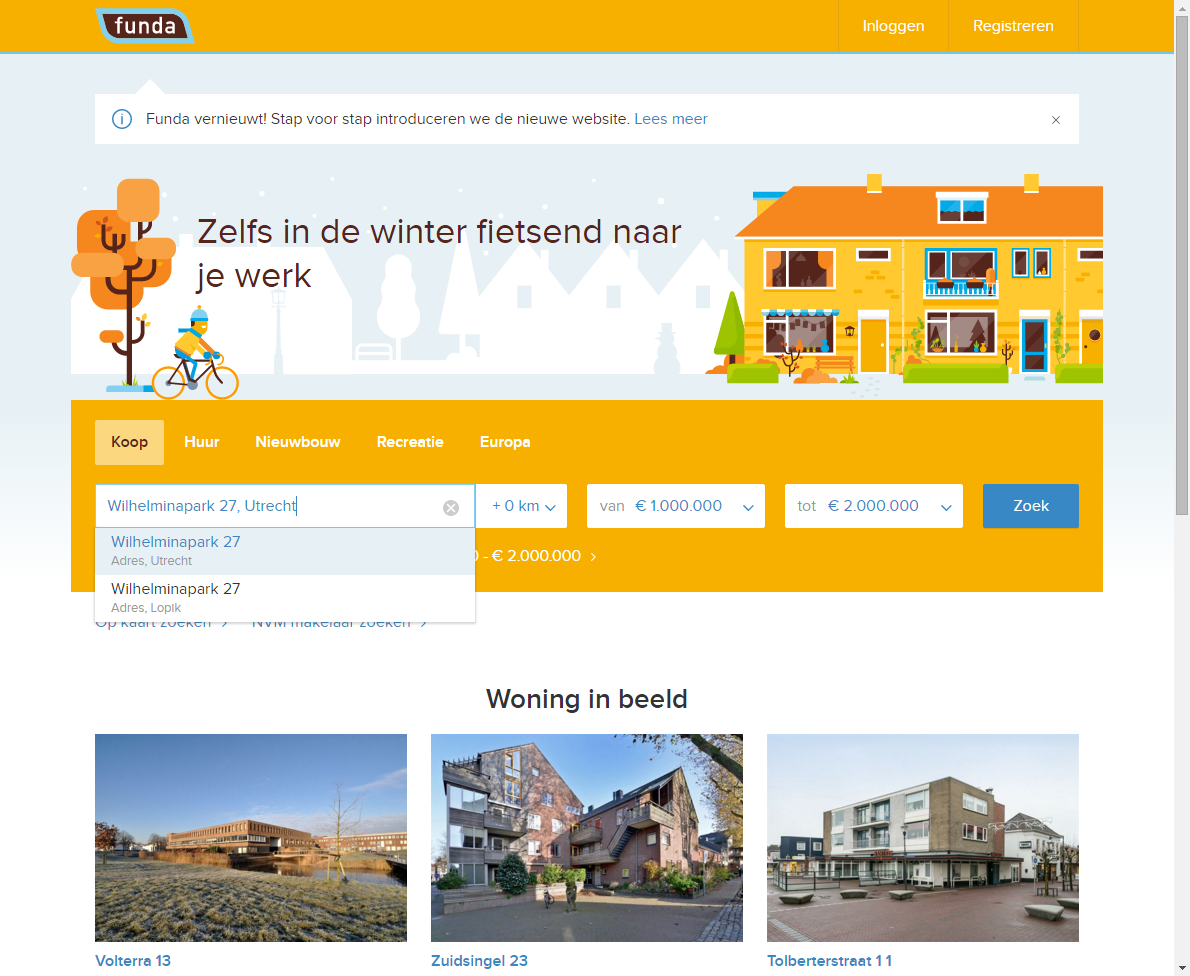 funda
Inloggen
Registreren
Funda vernieuwt! Stap voor stap introduceren we de nieuwe website. Lees meer
Zelfs in de winter fietsend naar
je werk
Koop
Huur
Nieuwbouw
Recreatie
Europa
Wilhelminapark 27, Utrecht
+ 0 km
van € 1.000.000
tot € 2.000.000
Zoek
Wilhelminapark 27
Adres, Utrecht
- € 2.000.000
Wilhelminapark 27
Adres, Lopik
Op kaart zoeken
NVM makelaar zoeken
Woning in beeld
Volterra 13
Zuidsingel 23
Tolberterstraat 1 1